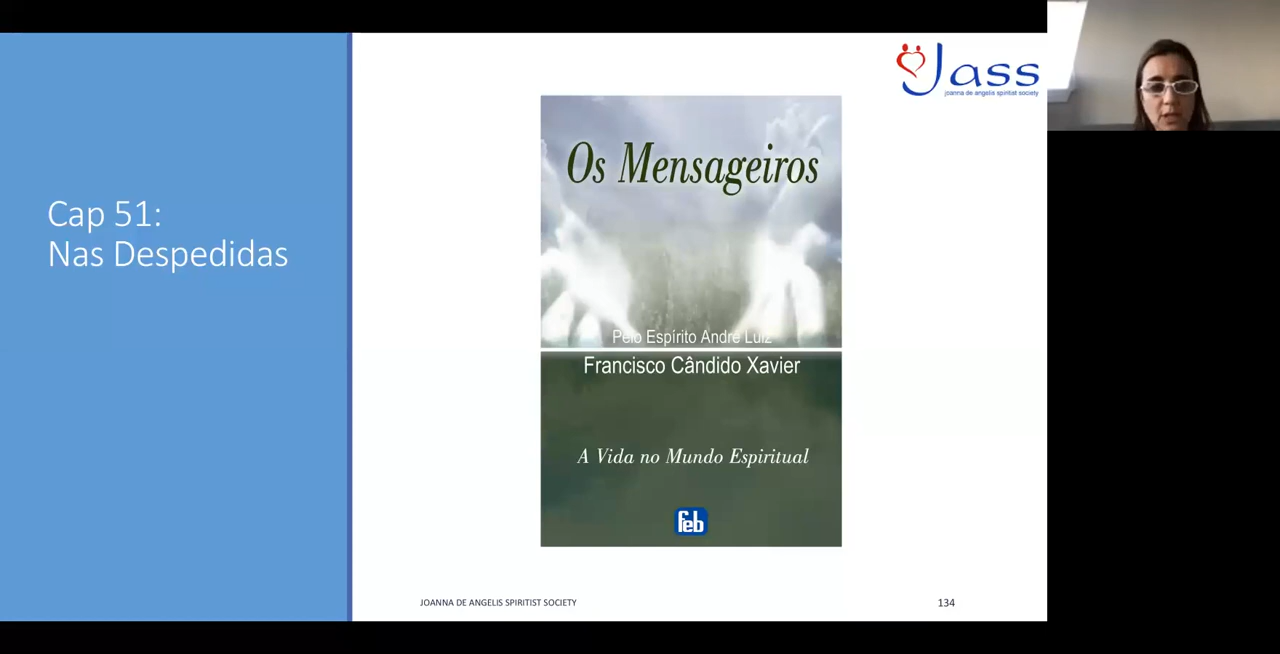 Cap 51:
Nas Despedidas
Jass
joanna de angelis spiritist society
Os Mensageiros
Pelo Espírito André Luiz
Francisco Cândido Xavier
A Vida no Mundo Espiritual
feb
JOANNA DE ANGELIS SPIRITIST SOCIETY
134